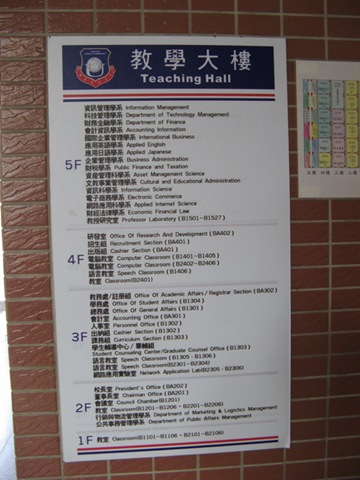 教學大樓
Teaching Hall
5F
資訊管理學系 Information Management
科技管理學系 Department of Technology Management
財務金融學系 Department of Finance
會計資訊學系 Accounting Information
國際企業管理學系 International Business
應用英語學系 Applied English
應用日語學系 Applied Japanese
企業管理學系 Business Administration
財稅學系 Public Finance and Taxation
資產管理科學系 Asset Management Science
文教事業管理學系 Cultural and Educational Administration
資訊科學系 Information Science
電子商務學系 Electronic Commerce
網際應用科學系 Applied Internet Science
財經法律學系 Economic Financial Law
教授研究室 Professor Laboratory (B1501~B1527)
4F
研發室 Office Of Research And Development (BA402)
招生組 Recruitment Section (BA401)
出納組 Cashier Section (BA401)
電腦教室 Computer Classroom (B1401~B1405)
電腦教室 Computer Classroom (B2402~B2406)
語言教室 Speech Classroom (B1406)
教室 Classroom(B2401)
3F
教務處/註冊組 Office Of Academic Affairs/ Registrar Section (BA302)
學務處 Office Of Student Affairs (B1304)
總務處 Office Of General Affairs (B1301)
會計室 Accounting Office (BA301)
人事室 Personnel Office (B1302)
出納組 Cashier Section (B1302)
課務組 Curriculum Section (B1303)
學生輔導中心/畢輔組
Student Counseling Center/Graduate Counsel Office (B1303)
語言教室 Speech Classroom (B1305、B1306)
語言教室 Speech Classroom(B2301~B2304)
網路應用實驗室 Network Application Lab(B2305、B2306)
2F
校長室 President's Office (BA202)
董事長室 Chairman Office (BA201)
會議室 Council Chamber(B1201)
教室 Classroom(B1201~B1206、B2201~B2206)
行銷與物流管理學系 Department of Marketing & Logistics Management
公共事務管理學系 Department of Public Affairs Management
1F
教室 Classroom(B1101~B1106、B2101~B2106)